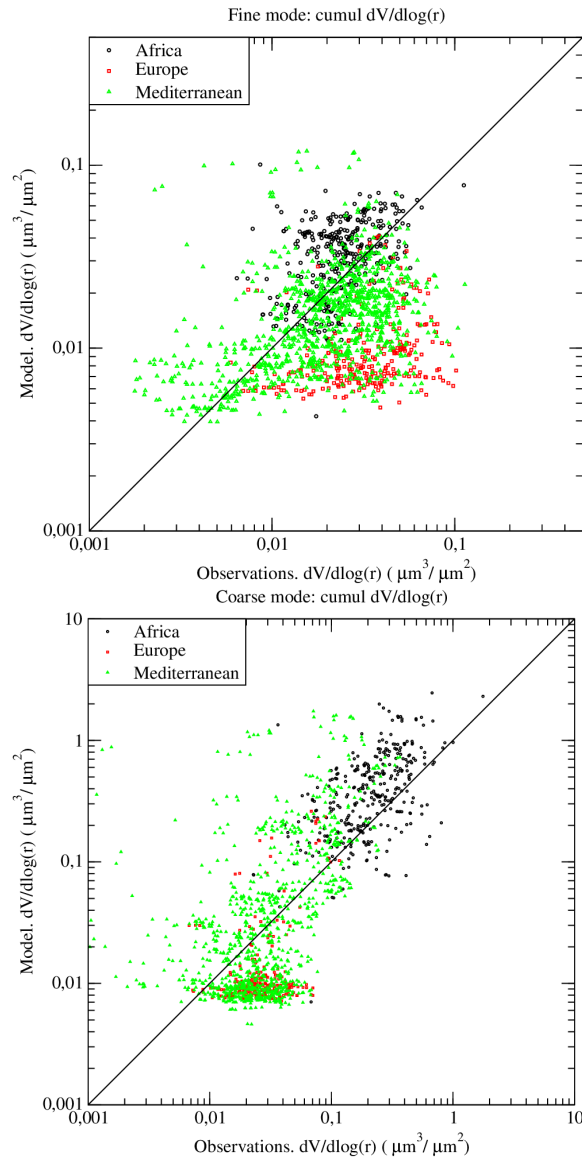 Fine mode: cumul dV/dlog(r)
Africa
Europe
Mediterranean
0,1
0,01
0,001
Model. dV/dlog(r) ( μm³/ μm²)
0,001 0,01 0,1
Observations. dV/dlog(r) ( μm³/ μm²)
Coarse mode: cumul dV/dlog(r)
Africa
Europe
Mediterranean
10
1
0,1
0,01
0,001
Model. dV/dlog(r) ( μm³/ μm²)
0,001 0,01 0,1 1 10
Observations. dV/dlog(r) ( μm³/ μm²)